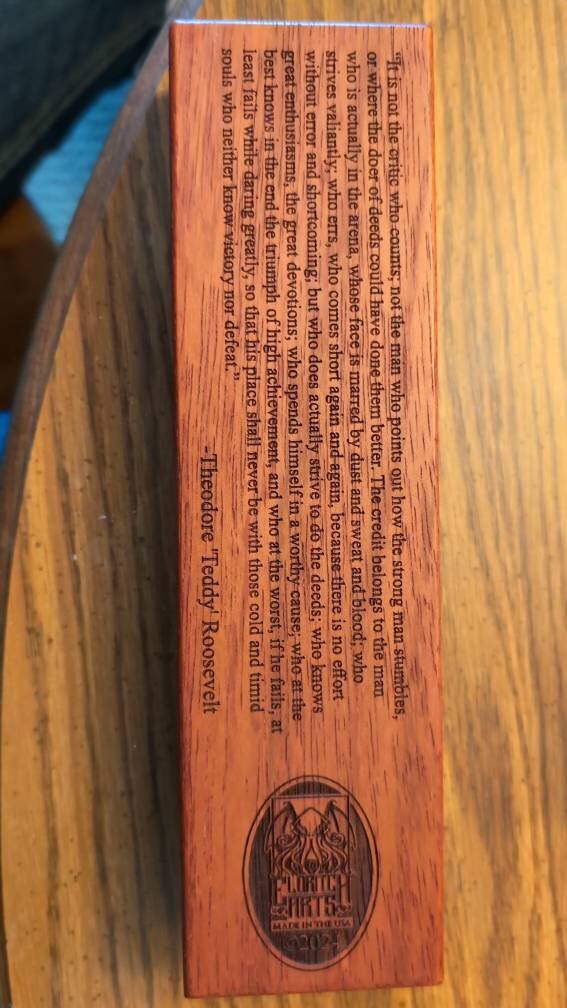 "It is not the critic who counts; not the man who points out how the strong man stumbles,
or where the doer of deeds could have done them better. The credit belongs to the man
who is actually in the arena, whose face is marred by dust and sweat and blood; who
strives valiantly; who errs, who comes short again and again, because there is no effort
without error and shortcoming; but who does actually strive to do the deeds; who knows
great enthusiasms, the great devotions; who spends himself in a worthy cause; who at the
best knows in the end the triumph of high achievement, and who at the worst, if he fails, at
least fails while daring greatly, so that his place shall never be with those cold and timid
souls who neither know victory nor defeat."
-Theodore 'Teddy' Roosevelt
ELDRITCH
ARTS
MADE IN THE USA